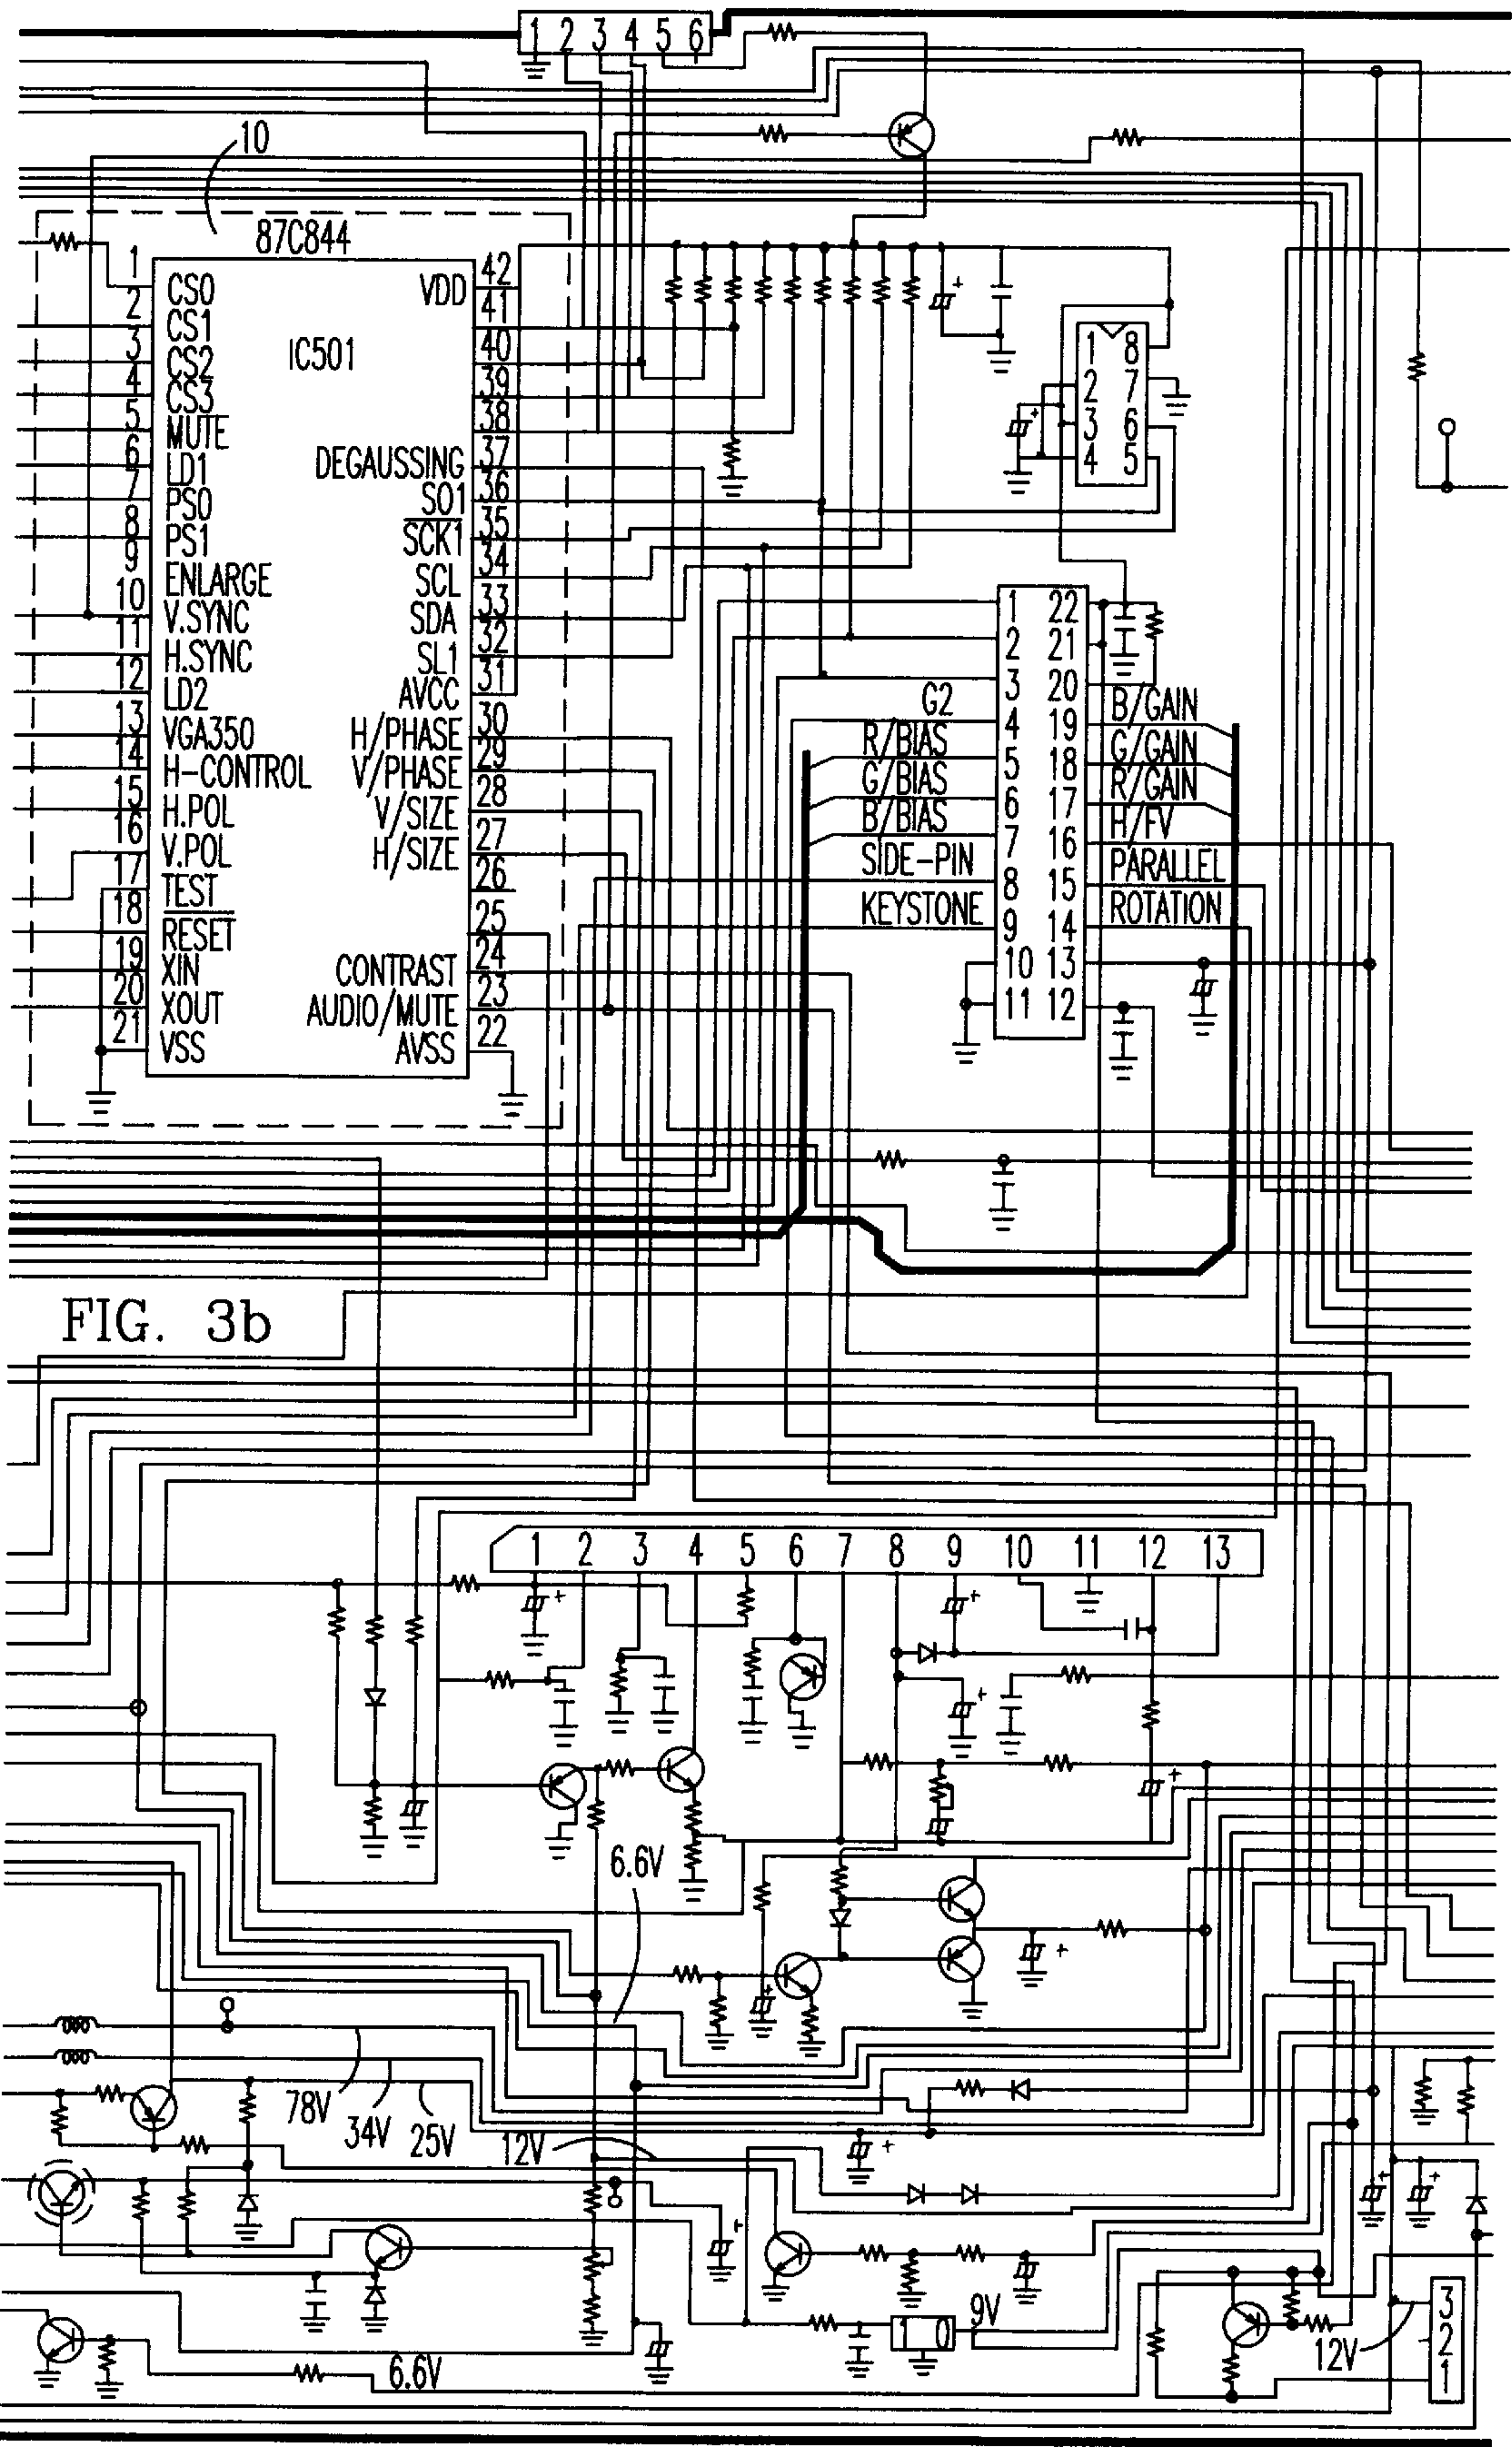 1 2 3 4 5 6
10
87C844
IC501
1 CS0
2 CS1
3 CS2
4 CS3
5 MUTE
6 LD1
7 PS0
8 PS1
9 ENLARGE
10 V.SYNC
11 H.SYNC
12 LD2
13 VGA350
14 H-CONTROL
15 H.POL
16 V.POL
17 TEST
18 RESET
19 XIN
20 XOUT
21 VSS
VDD 42
41
40
39
38
DEGAUSSING 37
SO1 36
SCK1 35
SCL 34
SDA 33
SL1 32
AVCC 31
H/PHASE 30
V/PHASE 29
V/SIZE 28
H/SIZE 27
26
25
CONTRAST 24
AUDIO/MUTE 23
AVSS 22
1 8
2 7
3 6
4 5
1 22
2 21
3 20
G2 4 19 B/GAIN
R/BIAS 5 18 G/GAIN
G/BIAS 6 17 R/GAIN
B/BIAS 7 16 H/FV
SIDE-PIN 8 15 PARALLEL
KEYSTONE 9 14 ROTATION
10 13
11 12
FIG. 3b
1 2 3 4 5 6 7 8 9 10 11 12 13
6.6V
78V
34V
25V
12V
I O
9V
6.6V
12V
3
2
1